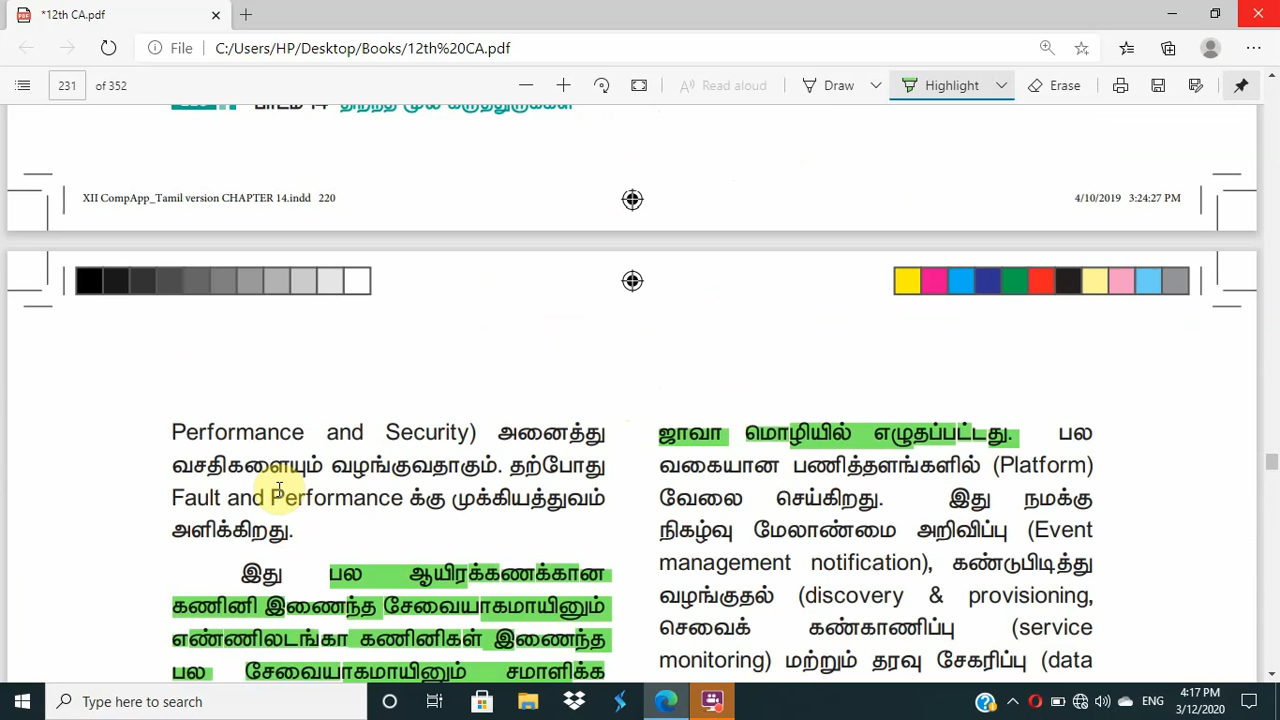 *12th CA.pdf
File C:/Users/HP/Desktop/Books/12th%20CA.pdf
231 of 352 Read aloud Draw Highlight Erase
பாடம் 14 திறந்த மூல கருத்துருக்கள்
XII CompApp_Tamil version CHAPTER 14.indd 220 4/10/2019 3:24:27 PM
Performance and Security) அனைத்து
வசதிகளையும் வழங்குவதாகும். தற்போது
Fault and Performance க்கு முக்கியத்துவம்
அளிக்கிறது.
இது பல ஆயிரக்கணக்கான
கணினி இணைந்த சேவையாகமாயினும்
எண்ணிலடங்கா கணினிகள் இணைந்த
பல சேவையாகமாயினும் சமாளிக்க
ஜாவா மொழியில் எழுதப்பட்டது. பல
வகையான பணித்தளங்களில் (Platform)
வேலை செய்கிறது. இது நமக்கு
நிகழ்வு மேலாண்மை அறிவிப்பு (Event
management notification), கண்டுபிடித்து
வழங்குதல் (discovery & provisioning,
செவைக் கண்காணிப்பு (service
monitoring) மற்றும் தரவு சேகரிப்பு (data
Type here to search ENG 4:17 PM
3/12/2020